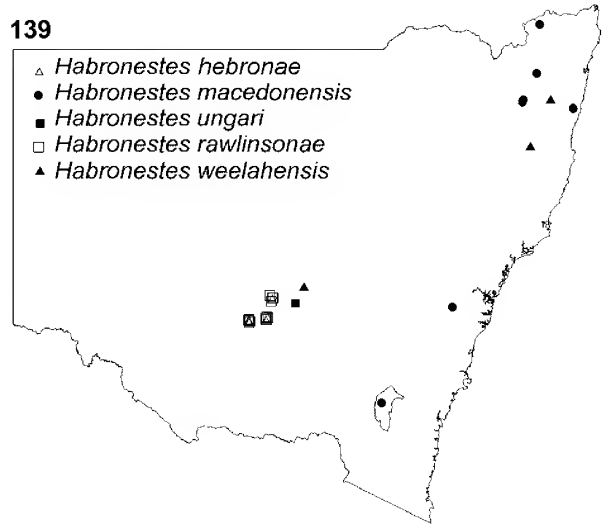 139
Habronestes hebronae
Habronestes macedonensis
Habronestes ungari
Habronestes rawlinsonae
Habronestes weelahensis